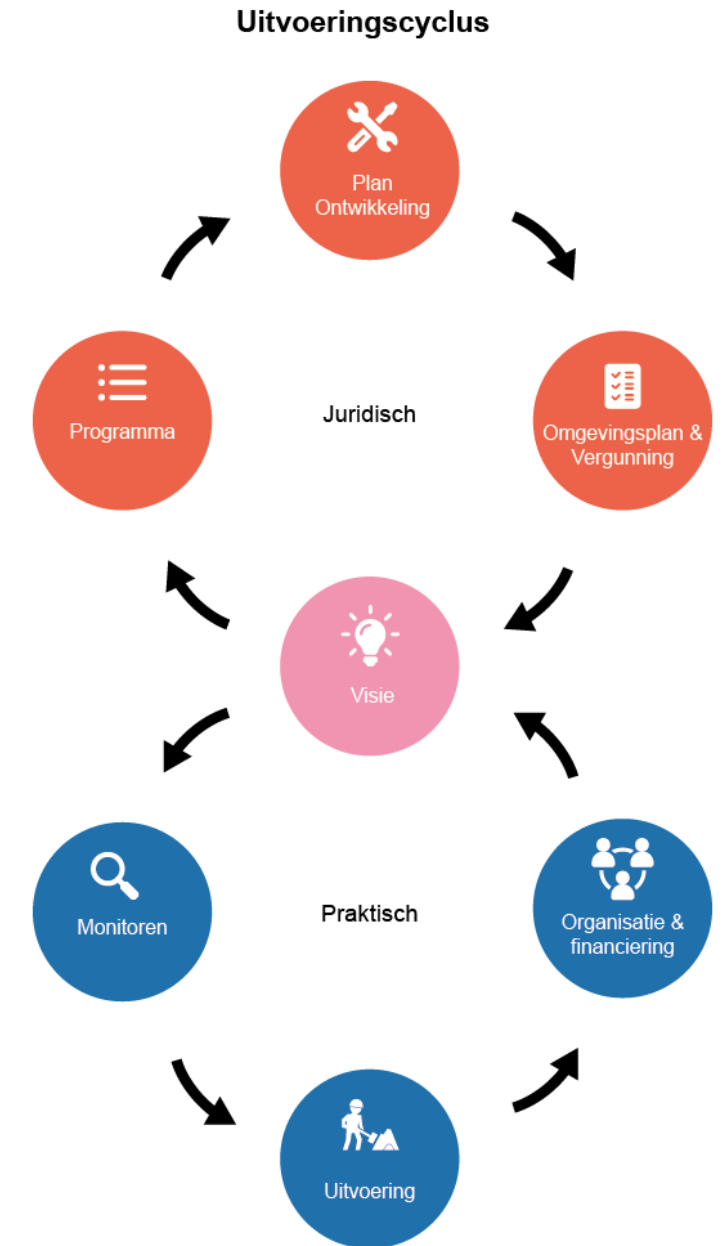 Uitvoeringscyclus
Plan
Ontwikkeling
Programma
Juridisch
Omgevingsplan &
Vergunning
Visie
Monitoren
Praktisch
Organisatie &
financiering
Uitvoering